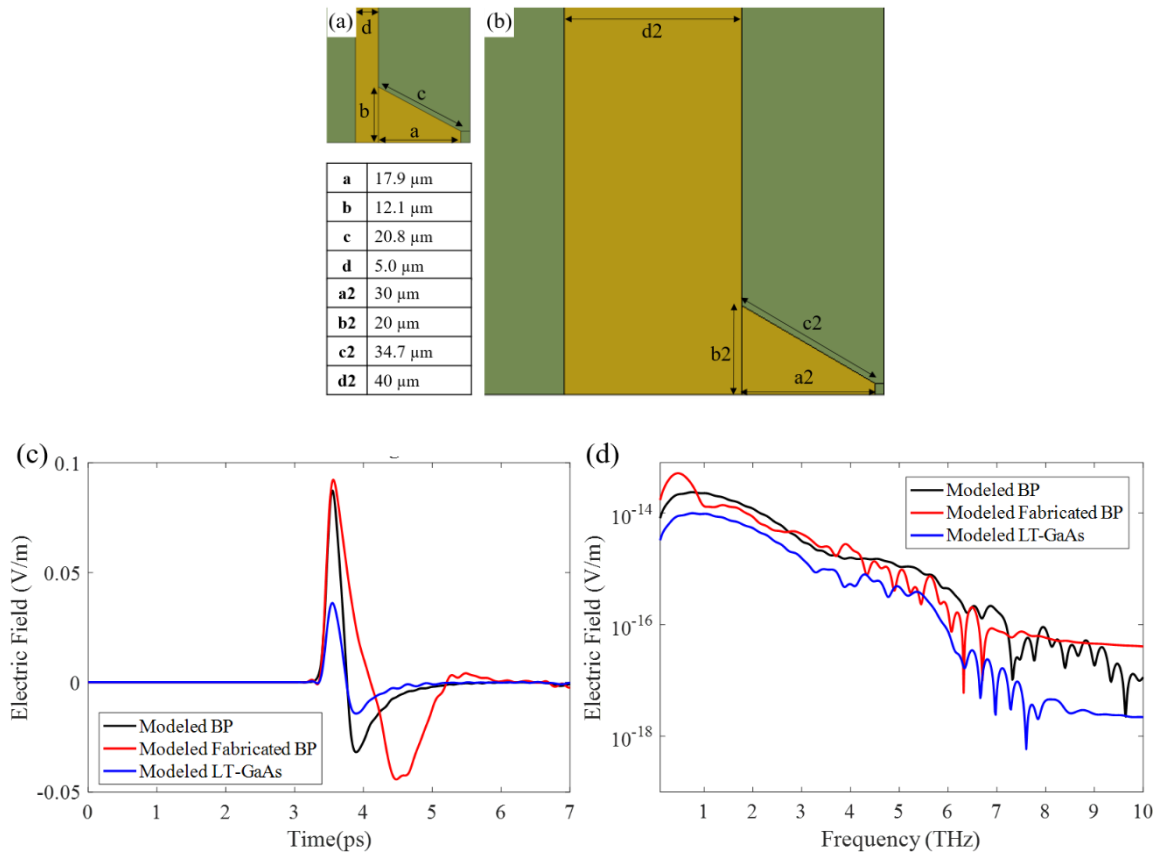 (a)
d
c
b
a
(b)
d2
c2
b2
a2
a 17.9 µm
b 12.1 µm
c 20.8 µm
d 5.0 µm
a2 30 µm
b2 20 µm
c2 34.7 µm
d2 40 µm
(c)
0.1
0.05
0
-0.05
Electric Field (V/m)
Modeled BP
Modeled Fabricated BP
Modeled LT-GaAs
0 1 2 3 4 5 6 7
Time(ps)
(d)
10-14
10-16
10-18
Electric Field (V/m)
Modeled BP
Modeled Fabricated BP
Modeled LT-GaAs
1 2 3 4 5 6 7 8 9 10
Frequency (THz)